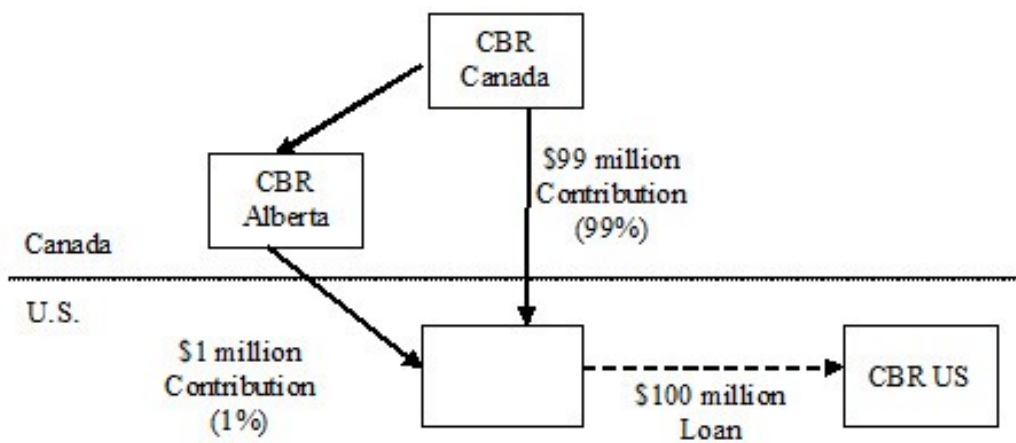 CBR
Canada
$99 million
Contribution
(99%)
CBR
Alberta
Canada
U.S.
$1 million
Contribution
(1%)
$100 million
Loan
CBR US